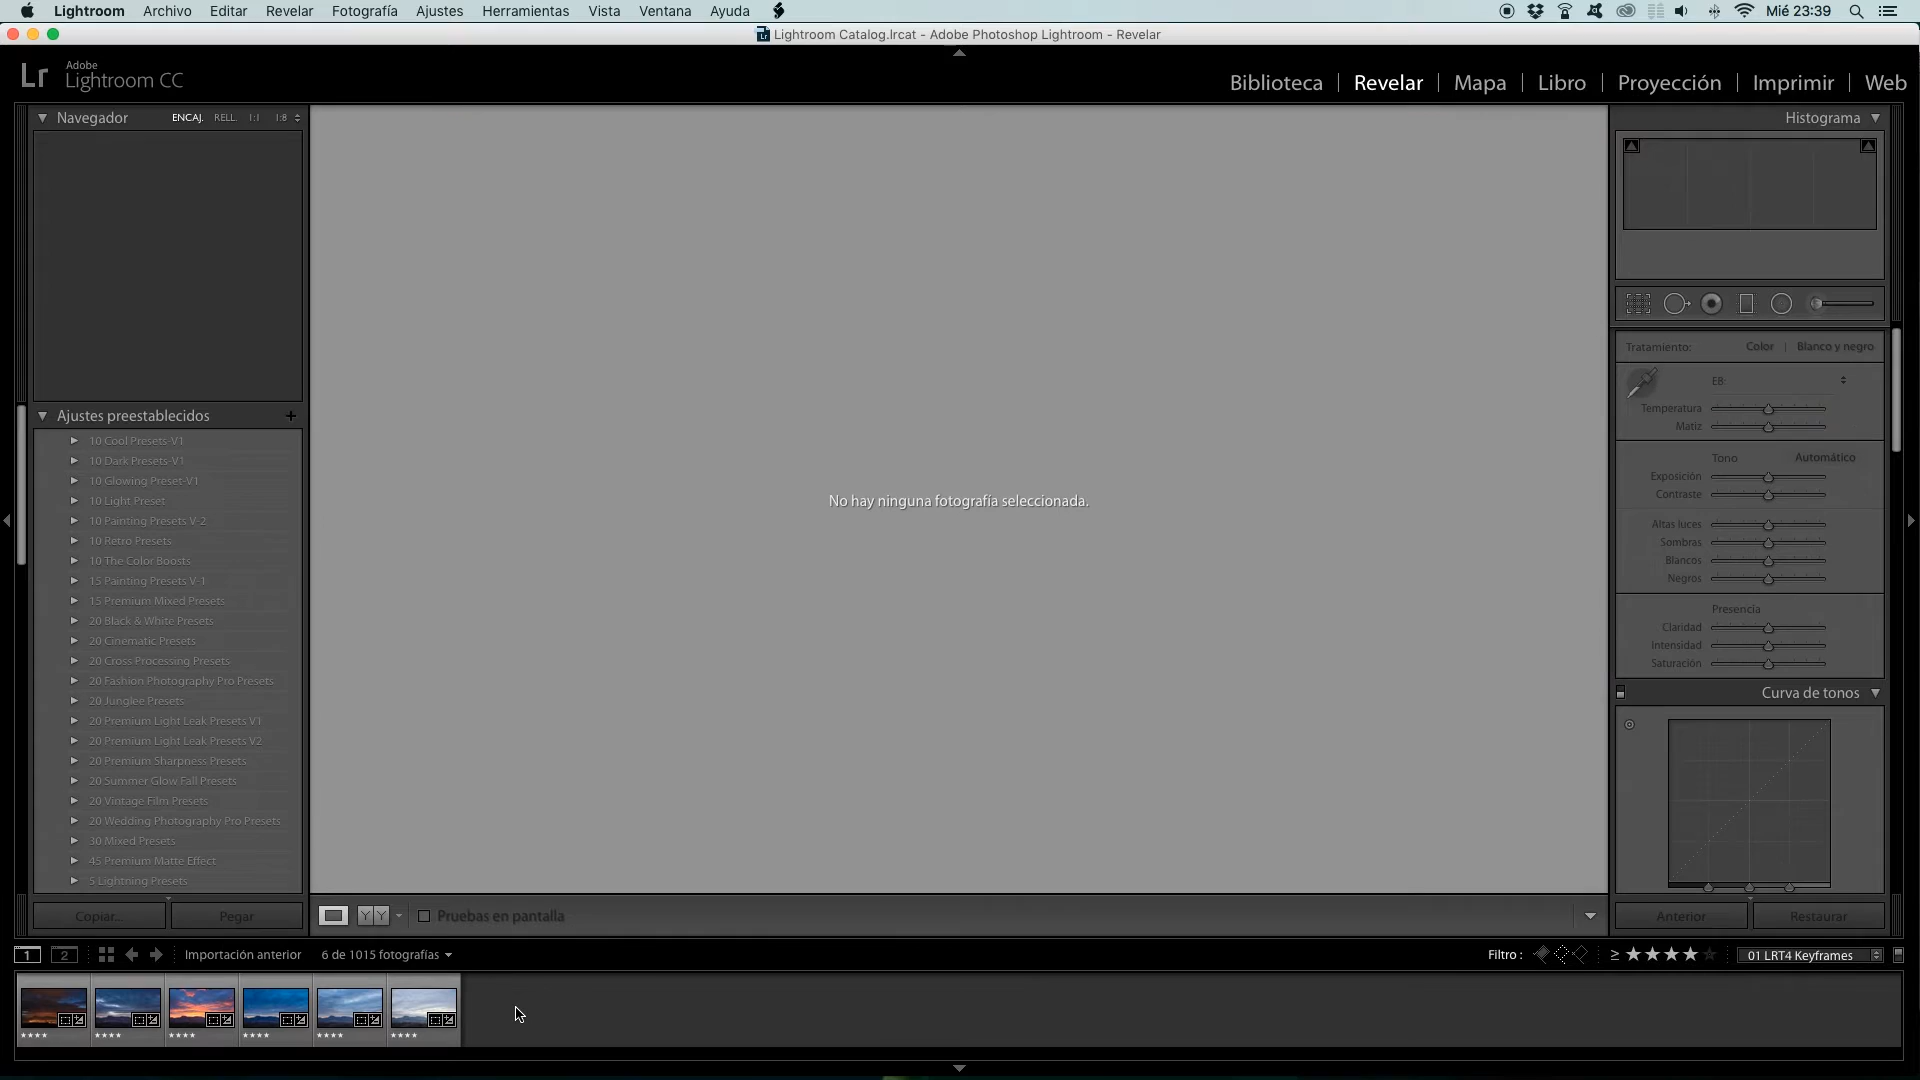 Lightroom Archivo Editar Revelar Fotografía Ajustes Herramientas Vista Ventana Ayuda Mié 23:39
Lightroom Catalog.lrcat - Adobe Photoshop Lightroom - Revelar
Lr Adobe Lightroom CC
Biblioteca | Revelar | Mapa | Libro | Proyección | Imprimir | Web
Navegador ENCAJ. RELL. 1:1 1:8
Histograma
Tratamiento: Color | Blanco y negro
EB:
Temperatura
Matiz
Ajustes preestablecidos +
10 Cool Presets-V1
10 Dark Presets-V1
10 Glowing Preset-V1
10 Light Preset
10 Painting Presets V-2
10 Retro Presets
10 The Color Boosts
15 Painting Presets V-1
15 Premium Mixed Presets
20 Black & White Presets
20 Cinematic Presets
20 Cross Processing Presets
20 Fashion Photography Pro Presets
20 Junglee Presets
20 Premium Light Leak Presets V1
20 Premium Light Leak Presets V2
20 Premium Sharpness Presets
20 Summer Glow Fall Presets
20 Vintage Film Presets
20 Wedding Photography Pro Presets
30 Mixed Presets
45 Premium Matte Effect
5 Lightning Presets
No hay ninguna fotografía seleccionada.
Tono Automático
Exposición
Contraste
Altas luces
Sombras
Blancos
Negros
Presencia
Claridad
Intensidad
Saturación
Curva de tonos
Copiar... Pegar
YY Pruebas en pantalla
Anterior Restaurar
1 2 Importación anterior 6 de 1015 fotografías
Filtro : ≥ ★★★★★ 01 LRT4 Keyframes
★★★★ ★★★★ ★★★★ ★★★★ ★★★★ ★★★★